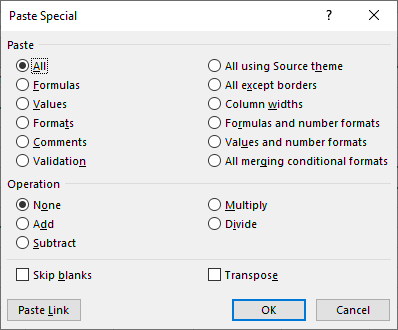 Paste Special ? ×
Paste
All
Formulas
Values
Formats
Comments
Validation
All using Source theme
All except borders
Column widths
Formulas and number formats
Values and number formats
All merging conditional formats
Operation
None
Add
Subtract
Multiply
Divide
Skip blanks
Transpose
Paste Link
OK
Cancel